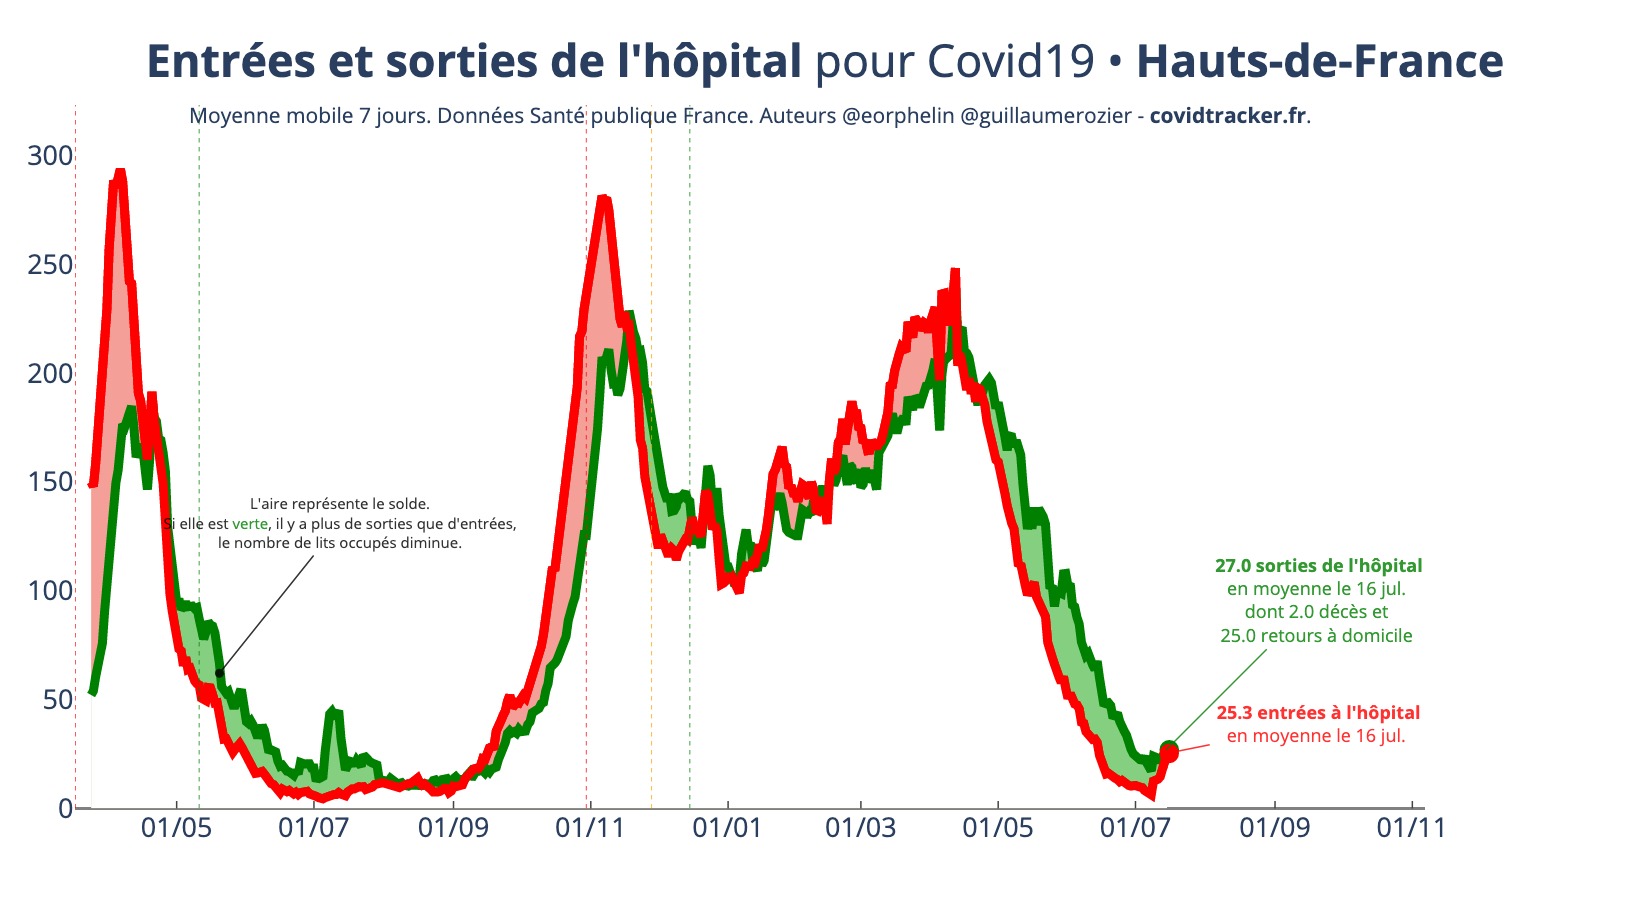 Entrées et sorties de l'hôpital pour Covid19 • Hauts-de-France
Moyenne mobile 7 jours. Données Santé publique France. Auteurs @eorphelin @guillaumerozier - covidtracker.fr.
300
250
200
150
100
50
0
L'aire représente le solde.
Si elle est verte, il y a plus de sorties que d'entrées,
le nombre de lits occupés diminue.
27.0 sorties de l'hôpital
en moyenne le 16 jul.
dont 2.0 décès et
25.0 retours à domicile
25.3 entrées à l'hôpital
en moyenne le 16 jul.
01/05 01/07 01/09 01/11 01/01 01/03 01/05 01/07 01/09 01/11